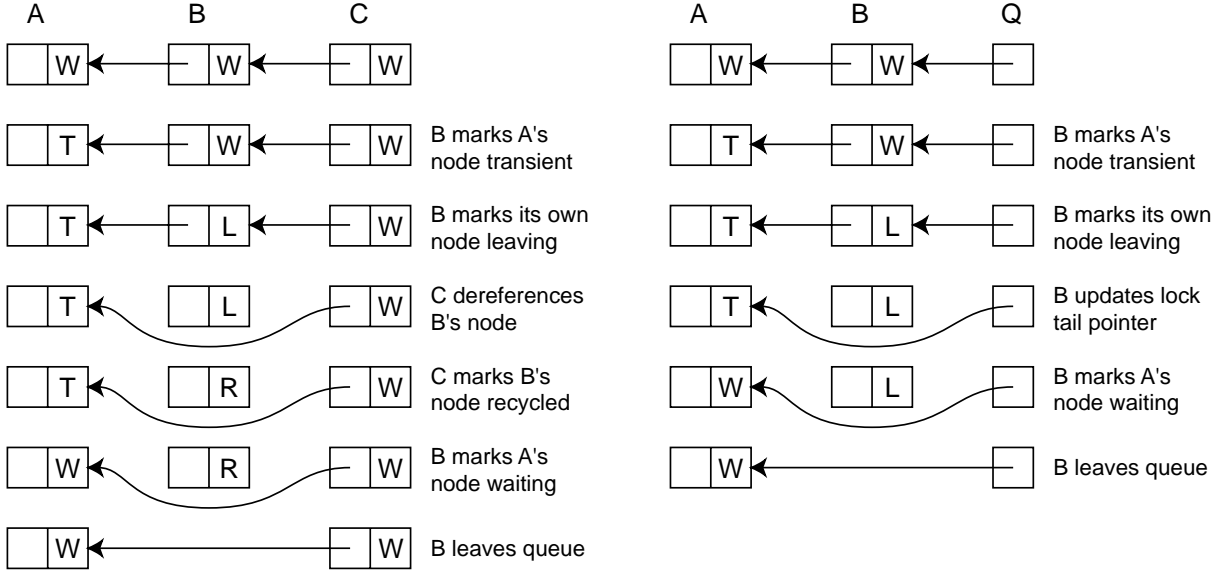 A B C
W W W
T W W
B marks A's
node transient
T L W
B marks its own
node leaving
T L W
C dereferences
B's node
T R W
C marks B's
node recycled
W R W
B marks A's
node waiting
W W
B leaves queue
A B Q
W W
T W
B marks A's
node transient
T L
B marks its own
node leaving
T L
B updates lock
tail pointer
W L
B marks A's
node waiting
W
B leaves queue